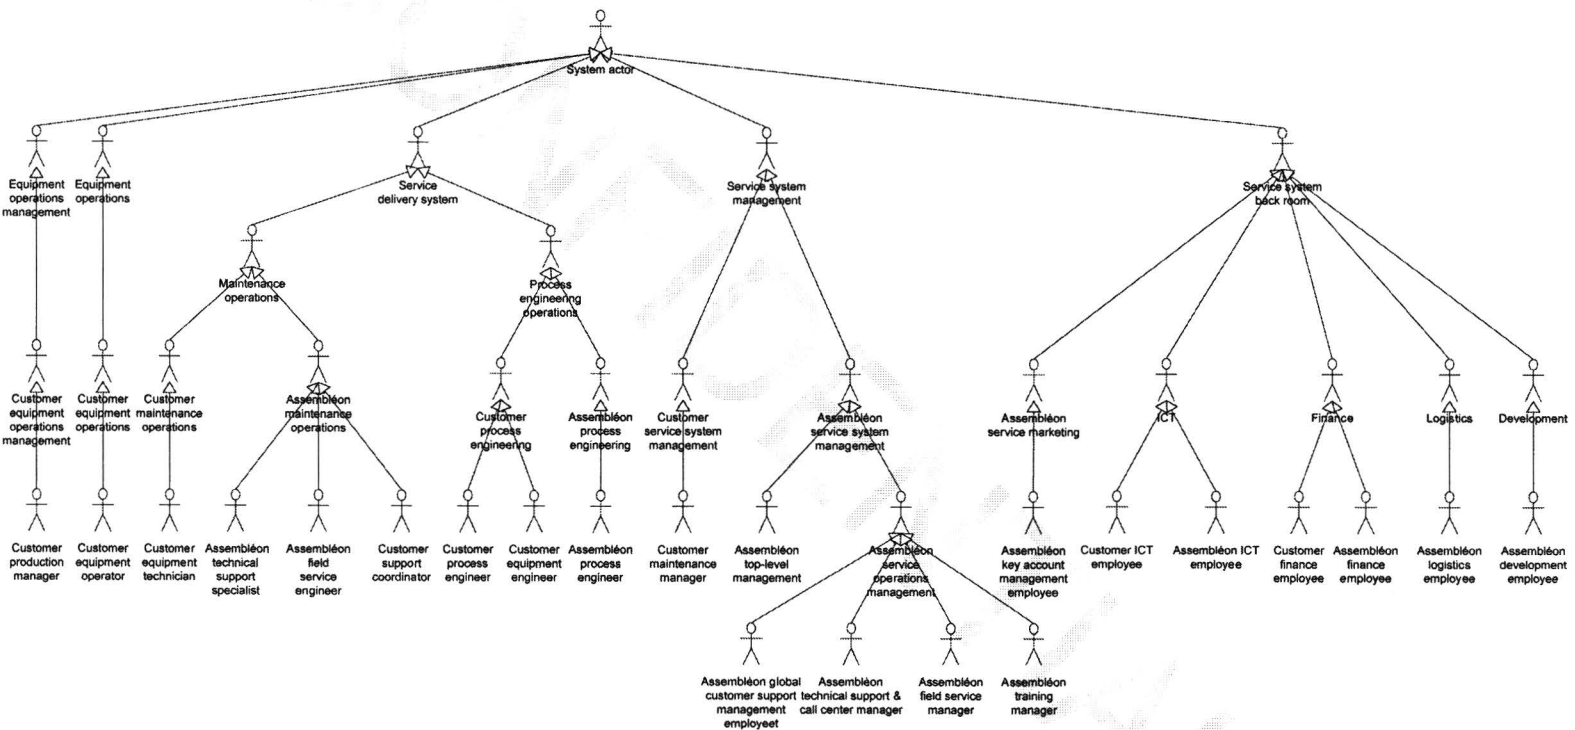 System actor
Equipment
operations
management
Equipment
operations
Service
delivery system
Service system
management
Service system
back room
Maintenance
operations
Process
engineering
operations
Customer
equipment
operations
management
Customer
equipment
operations
Customer
maintenance
operations
Assembléon
maintenance
operations
Customer
process
engineering
Assembléon
process
engineering
Customer
service system
management
Assembléon
service system
management
Assembléon
service marketing
ICT
Finance
Logistics
Development
Customer
production
manager
Customer
equipment
operator
Customer
equipment
technician
Assembléon
technical
support
specialist
Assembléon
field
service
engineer
Customer
support
coordinator
Customer
process
engineer
Customer
equipment
engineer
Assembléon
process
engineer
Customer
maintenance
manager
Assembléon
top-level
management
Assembléon
service
operations
management
Assembléon
key account
management
employee
Customer ICT
employee
Assembléon ICT
employee
Customer
finance
employee
Assembléon
finance
employee
Assembléon
logistics
employee
Assembléon
development
employee
Assembléon global
customer support
management
employeet
Assembléon
technical support &
call center manager
Assembléon
field service
manager
Assembléon
training
manager